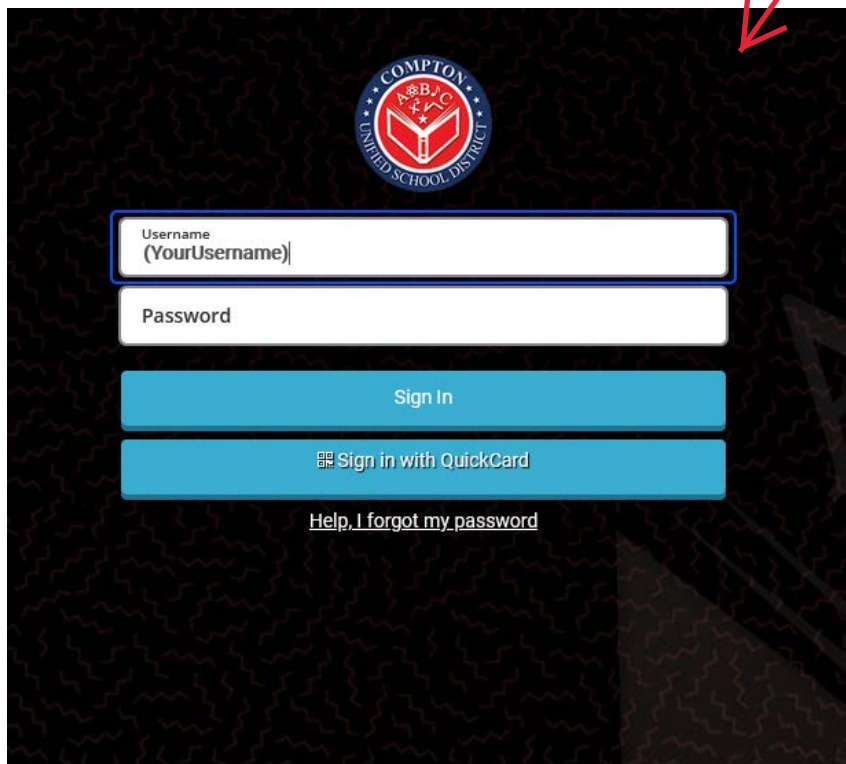 COMPTON
A B C
UNIFIED SCHOOL DISTRICT
Username
(YourUsername)
Password
Sign In
Sign in with QuickCard
Help, I forgot my password